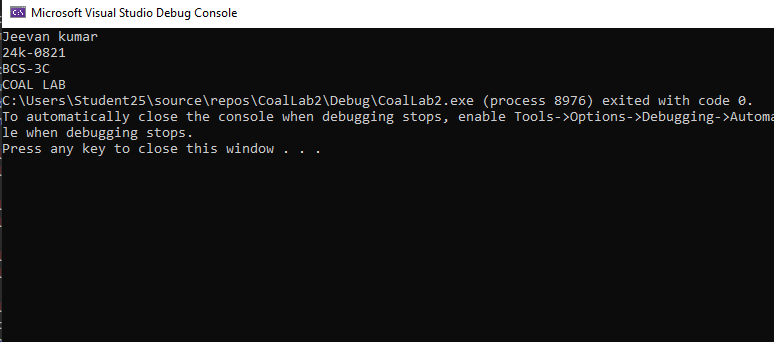 Microsoft Visual Studio Debug Console
Jeevan kumar
24k-0821
BCS-3C
COAL LAB
C:\Users\Student25\source\repos\CoalLab2\Debug\CoalLab2.exe (process 8976) exited with code 0.
To automatically close the console when debugging stops, enable Tools->Options->Debugging->Automa
le when debugging stops.
Press any key to close this window . . .